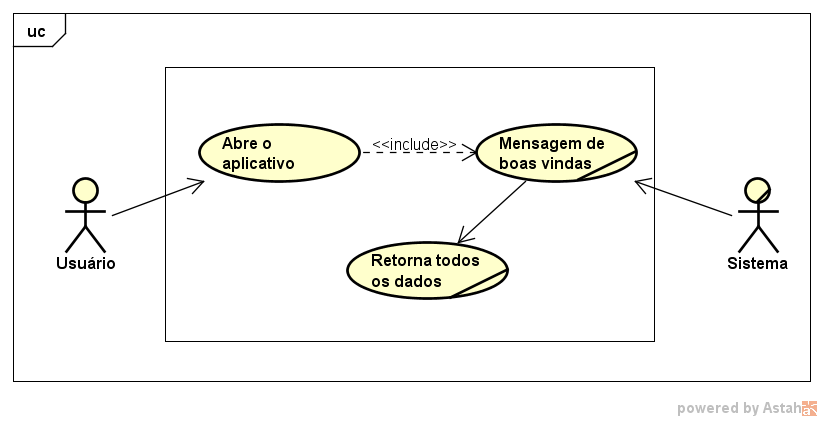 uc
Abre o
aplicativo
<<include>>
Mensagem de
boas vindas
Usuário
Retorna todos
os dados
Sistema
powered by Astah